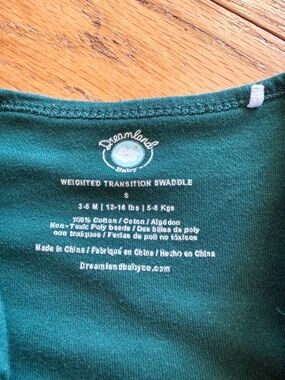 Dreamland
Baby
WEIGHTED TRANSITION SWADDLE
S
3-6 M | 12-16 lbs | 5-8 Kgs
100% Cotton / Coton / Algodón
Non-Toxic Poly beads / Des billes de poly
non toxiques / Perlas de poli no tóxicos
Made in China / Fabriqué en Chine / Hecho en China
Dreamlandbabyco.com